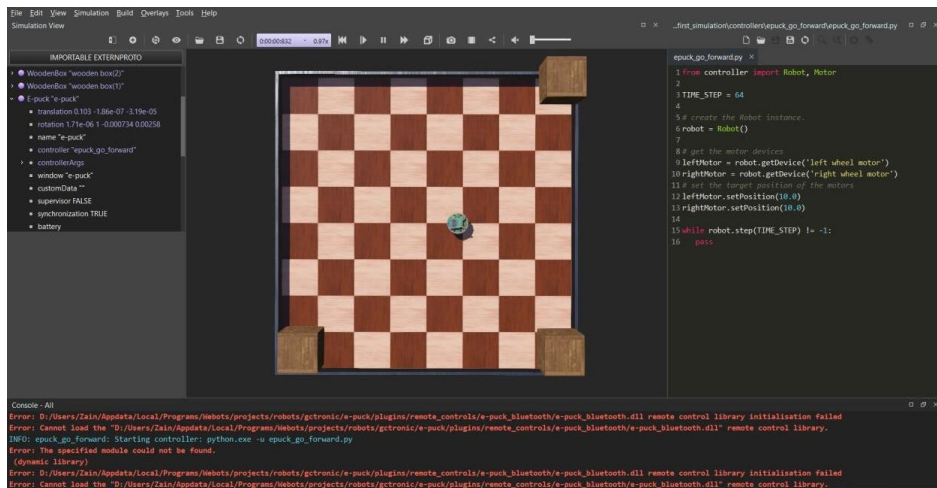 File Edit View Simulation Build Overlays Tools Help
Simulation View
0:00:00:832 - 0.97x
IMPORTABLE EXTERNPROTO
WoodenBox "wooden box(2)"
WoodenBox "wooden box(1)"
E-puck "e-puck"
translation 0.103 -1.86e-07 -3.19e-05
rotation 1.71e-06 1 -0.000734 0.00258
name "e-puck"
controller "epuck_go_forward"
controllerArgs
window "e-puck"
customData ""
supervisor FALSE
synchronization TRUE
battery
...first_simulation\controllers\epuck_go_forward\epuck_go_forward.py
epuck_go_forward.py
1 from controller import Robot, Motor
2
3 TIME_STEP = 64
4
5 # create the Robot instance.
6 robot = Robot()
7
8 # get the motor devices
9 leftMotor = robot.getDevice('left wheel motor')
10 rightMotor = robot.getDevice('right wheel motor')
11 # set the target position of the motors
12 leftMotor.setPosition(10.0)
13 rightMotor.setPosition(10.0)
14
15 while robot.step(TIME_STEP) != -1:
16 pass
Console - All
Error: D:/Users/Zain/Appdata/Local/Programs/Webots/projects/robots/gctronic/e-puck/plugins/remote_controls/e-puck_bluetooth/e-puck_bluetooth.dll remote control library initialisation failed
Error: Cannot load the "D:/Users/Zain/Appdata/Local/Programs/Webots/projects/robots/gctronic/e-puck/plugins/remote_controls/e-puck_bluetooth/e-puck_bluetooth.dll" remote control library.
INFO: epuck_go_forward: Starting controller: python.exe -u epuck_go_forward.py
Error: The specified module could not be found.
(dynamic library)
Error: D:/Users/Zain/Appdata/Local/Programs/Webots/projects/robots/gctronic/e-puck/plugins/remote_controls/e-puck_bluetooth/e-puck_bluetooth.dll remote control library initialisation failed
Error: Cannot load the "D:/Users/Zain/Appdata/Local/Programs/Webots/projects/robots/gctronic/e-puck/plugins/remote_controls/e-puck_bluetooth/e-puck_bluetooth.dll" remote control library.